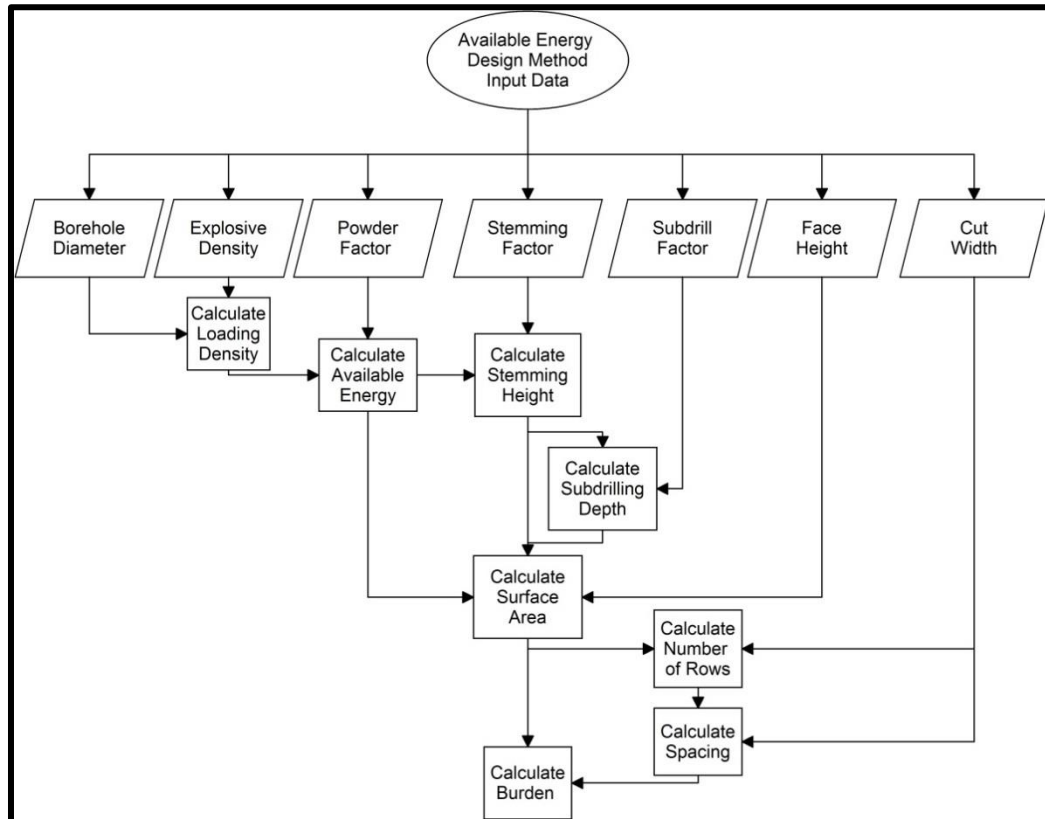 Available Energy
Design Method
Input Data
Borehole
Diameter
Explosive
Density
Powder
Factor
Stemming
Factor
Subdrill
Factor
Face
Height
Cut
Width
Calculate
Loading
Density
Calculate
Available
Energy
Calculate
Stemming
Height
Calculate
Subdrilling
Depth
Calculate
Surface
Area
Calculate
Number
of Rows
Calculate
Spacing
Calculate
Burden